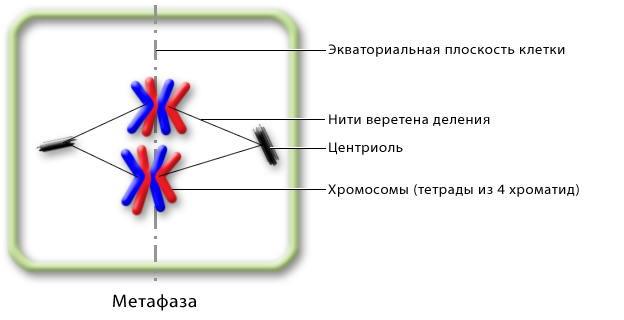 Экваториальная плоскость клетки
Нити веретена деления
Центриоль
Хромосомы (тетрады из 4 хроматид)
Метафаза